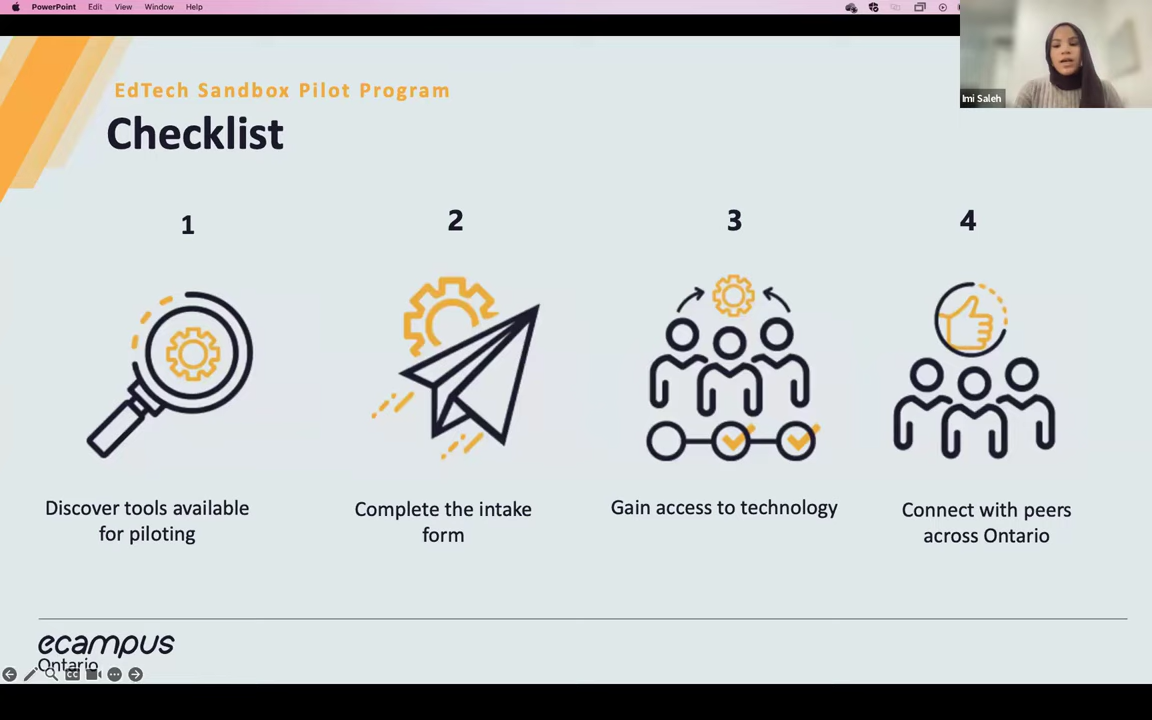 PowerPoint Edit View Window Help
Imi Saleh
EdTech Sandbox Pilot Program
Checklist
1 2 3 4
Discover tools available
for piloting
Complete the intake
form
Gain access to technology
Connect with peers
across Ontario
ecampus
Ontario
CC